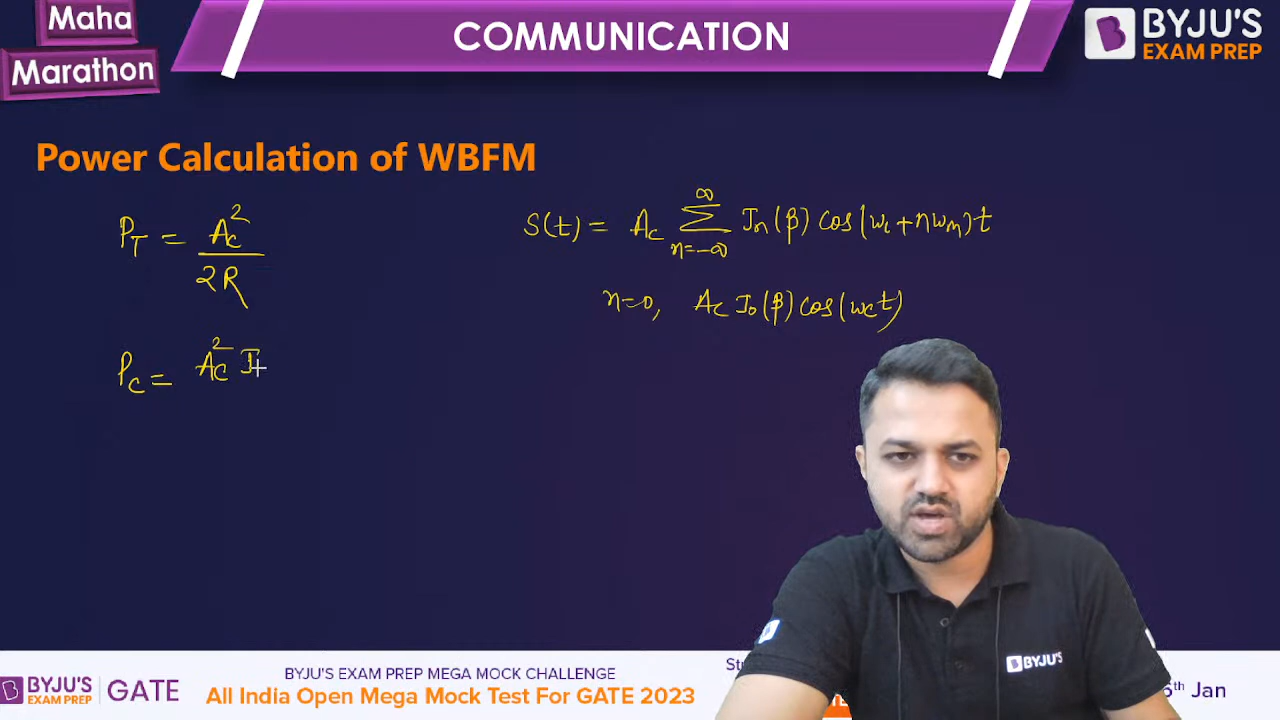 Maha
Marathon
COMMUNICATION
BYJU'S
EXAM PREP
Power Calculation of WBFM
P_T = A_c^2 / 2R
S(t) = A_c ∑_{n=-∞}^{∞} J_n(β) cos(ω_c + nω_m)t
n=0, A_c J_0(β) cos(ω_c t)
P_c = A_c^2 J
BYJU'S
BYJU'S
EXAM PREP
GATE
BYJU'S EXAM PREP MEGA MOCK CHALLENGE
All India Open Mega Mock Test For GATE 2023
th Jan